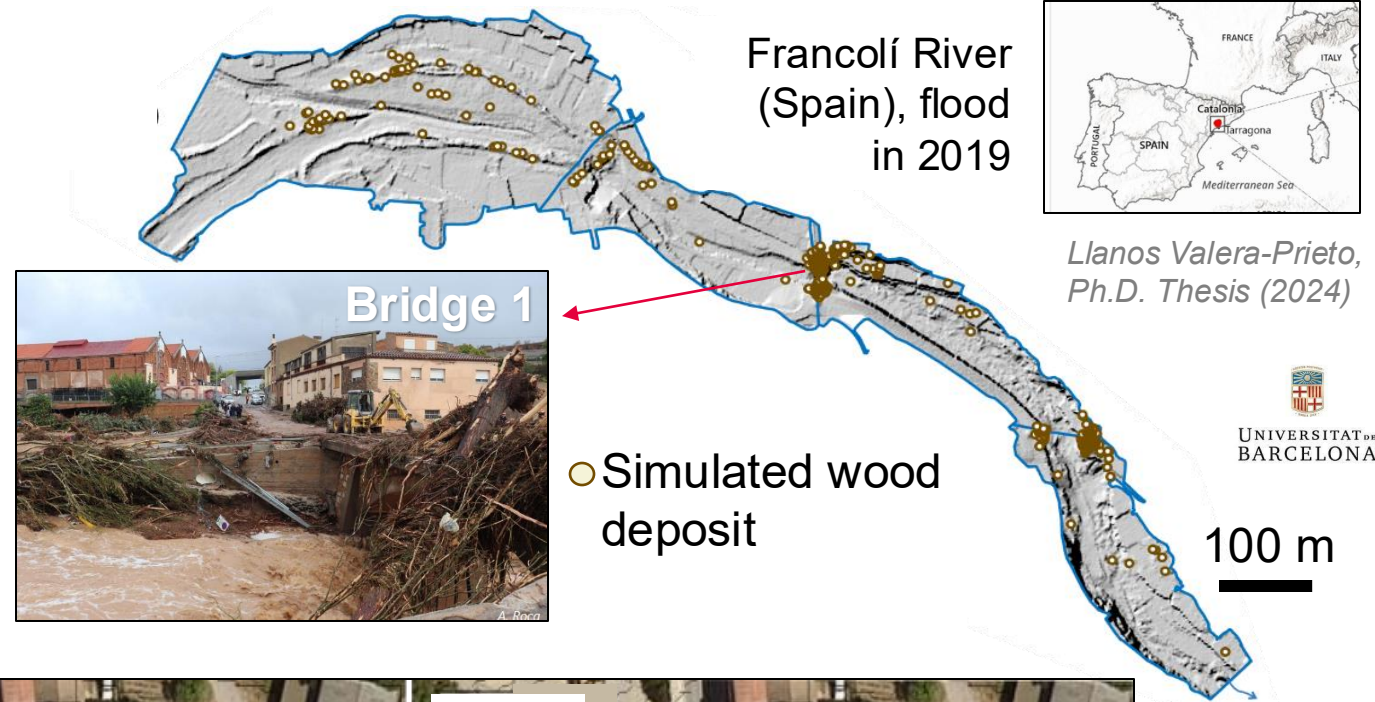 Francolí River
(Spain), flood
in 2019
FRANCE
ITALY
Catalonia
Tarragona
PORTUGAL
SPAIN
Mediterranean Sea
Llanos Valera-Prieto,
Ph.D. Thesis (2024)
Bridge 1
A. Roca
Simulated wood
deposit
UNIVERSITAT DE
BARCELONA
100 m